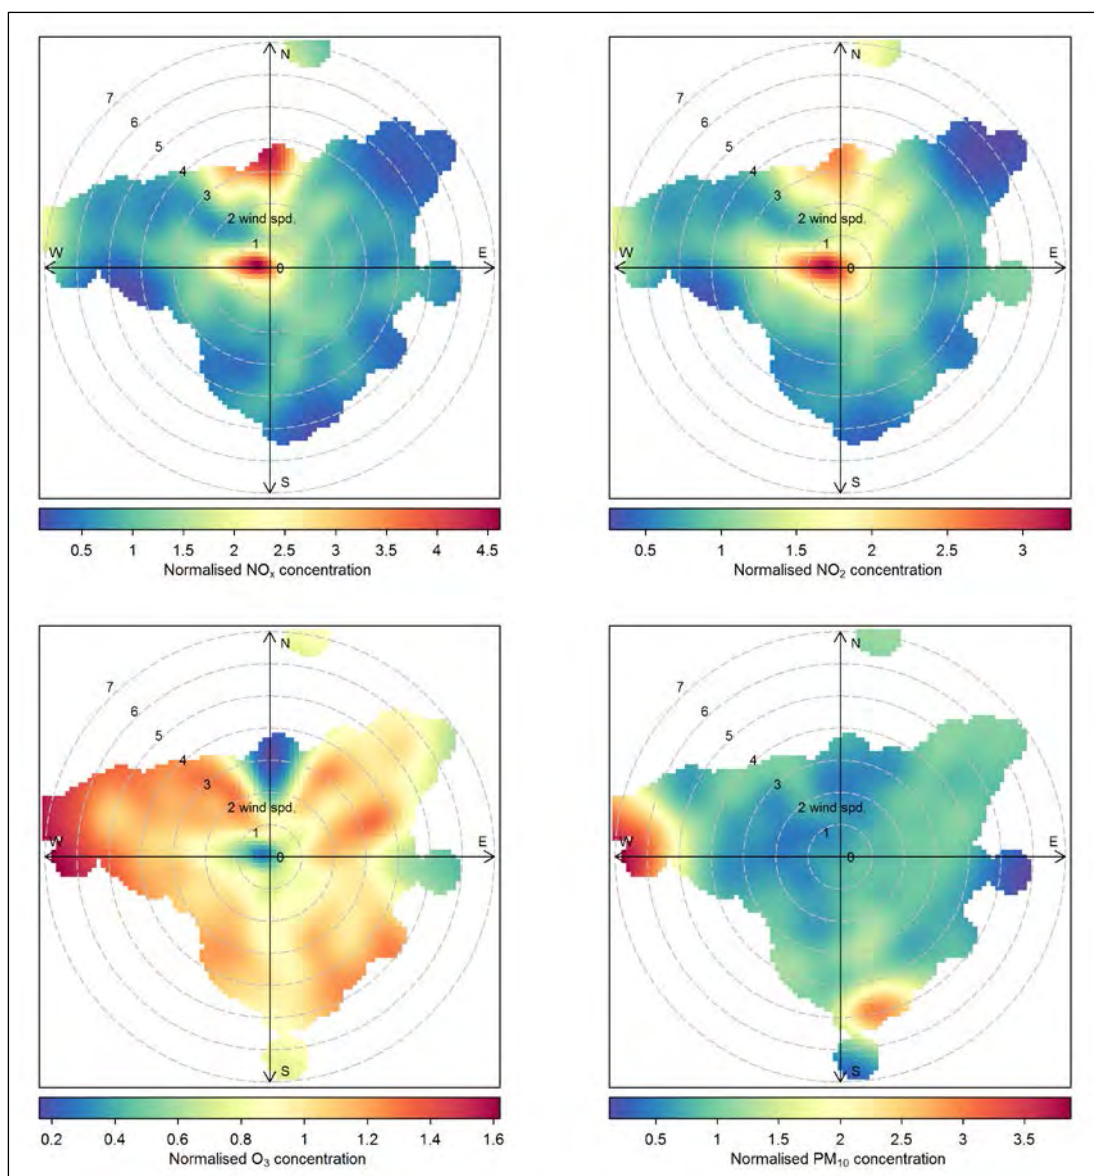 N
7
6
5
4
3
2 wind spd.
1
W
0
E
S
0.5 1 1.5 2 2.5 3 3.5 4 4.5
Normalised NOx concentration
N
7
6
5
4
3
2 wind spd.
1
W
0
E
S
0.5 1 1.5 2 2.5 3
Normalised NO2 concentration
N
7
6
5
4
3
2 wind spd.
1
W
0
E
S
0.2 0.4 0.6 0.8 1 1.2 1.4 1.6
Normalised O3 concentration
N
7
6
5
4
3
2 wind spd.
1
W
0
E
S
0.5 1 1.5 2 2.5 3 3.5
Normalised PM10 concentration